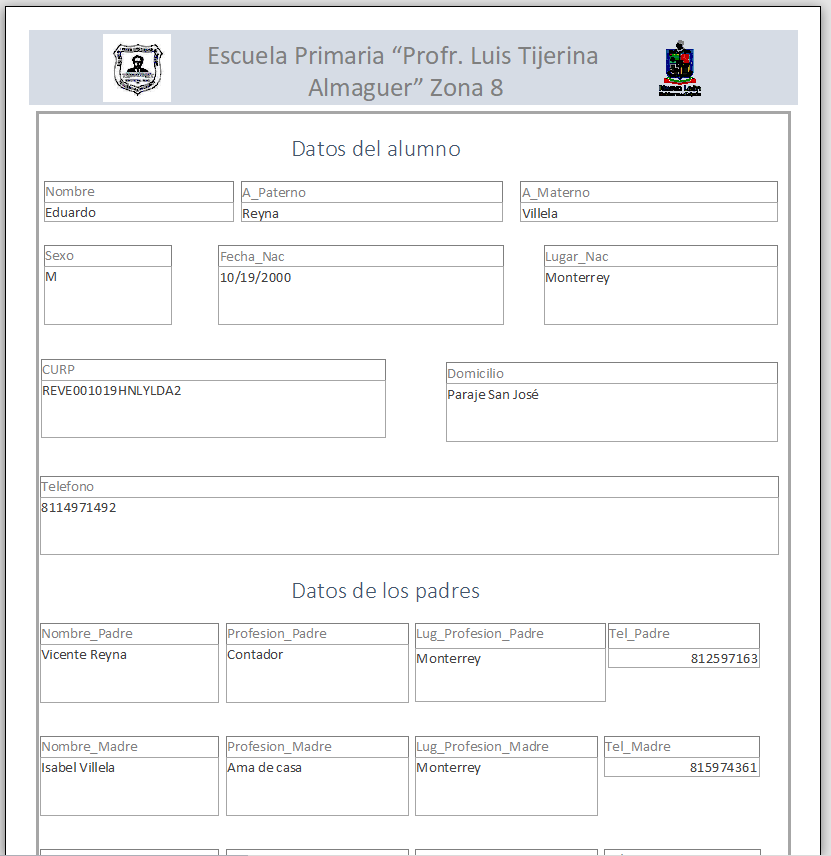 Escuela Primaria “Profr. Luis Tijerina
Almaguer” Zona 8
Nuevo León
Datos del alumno
Nombre A_Paterno A_Materno
Eduardo Reyna Villela
Sexo Fecha_Nac Lugar_Nac
M 10/19/2000 Monterrey
CURP Domicilio
REVE001019HNLYLDA2 Paraje San José
Telefono
8114971492
Datos de los padres
Nombre_Padre Profesion_Padre Lug_Profesion_Padre Tel_Padre
Vicente Reyna Contador Monterrey 812597163
Nombre_Madre Profesion_Madre Lug_Profesion_Madre Tel_Madre
Isabel Villela Ama de casa Monterrey 815974361